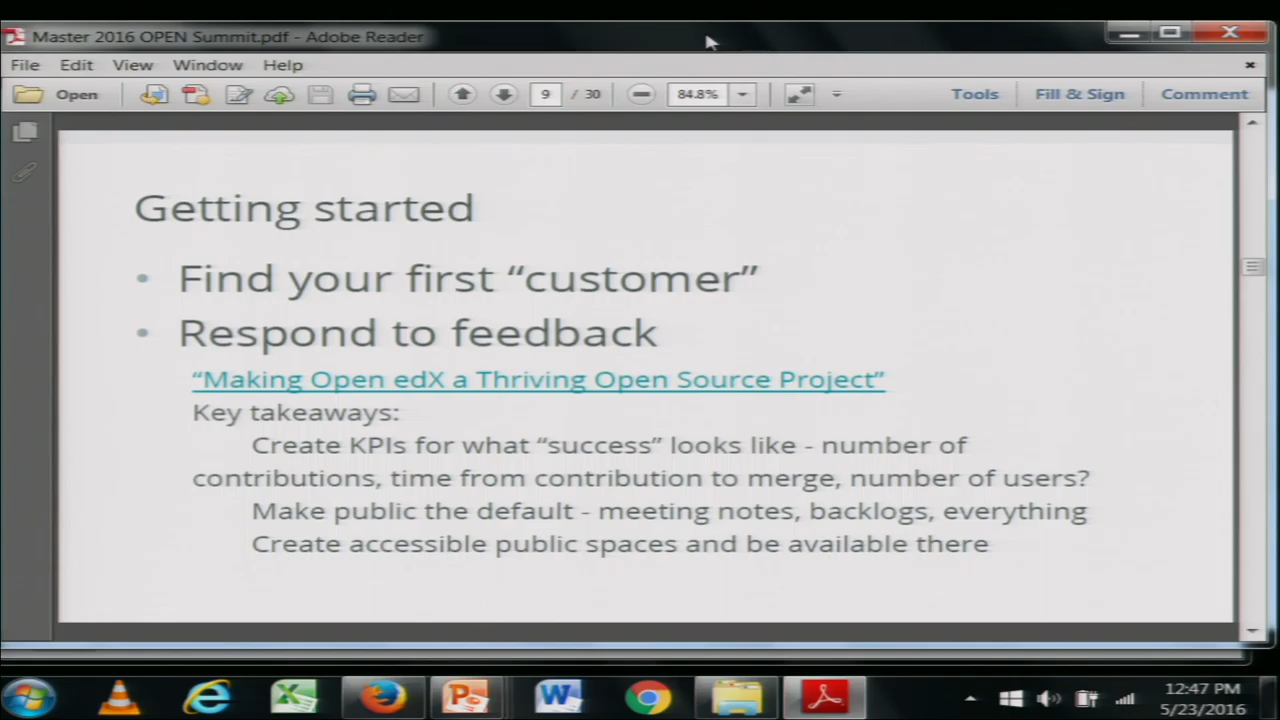 Master 2016 OPEN Summit.pdf - Adobe Reader
File Edit View Window Help
Open 9 / 30 84.8% Tools Fill & Sign Comment
Getting started
• Find your first “customer”
• Respond to feedback
“Making Open edX a Thriving Open Source Project”
Key takeaways:
Create KPIs for what “success” looks like - number of
contributions, time from contribution to merge, number of users?
Make public the default - meeting notes, backlogs, everything
Create accessible public spaces and be available there
12:47 PM
5/23/2016